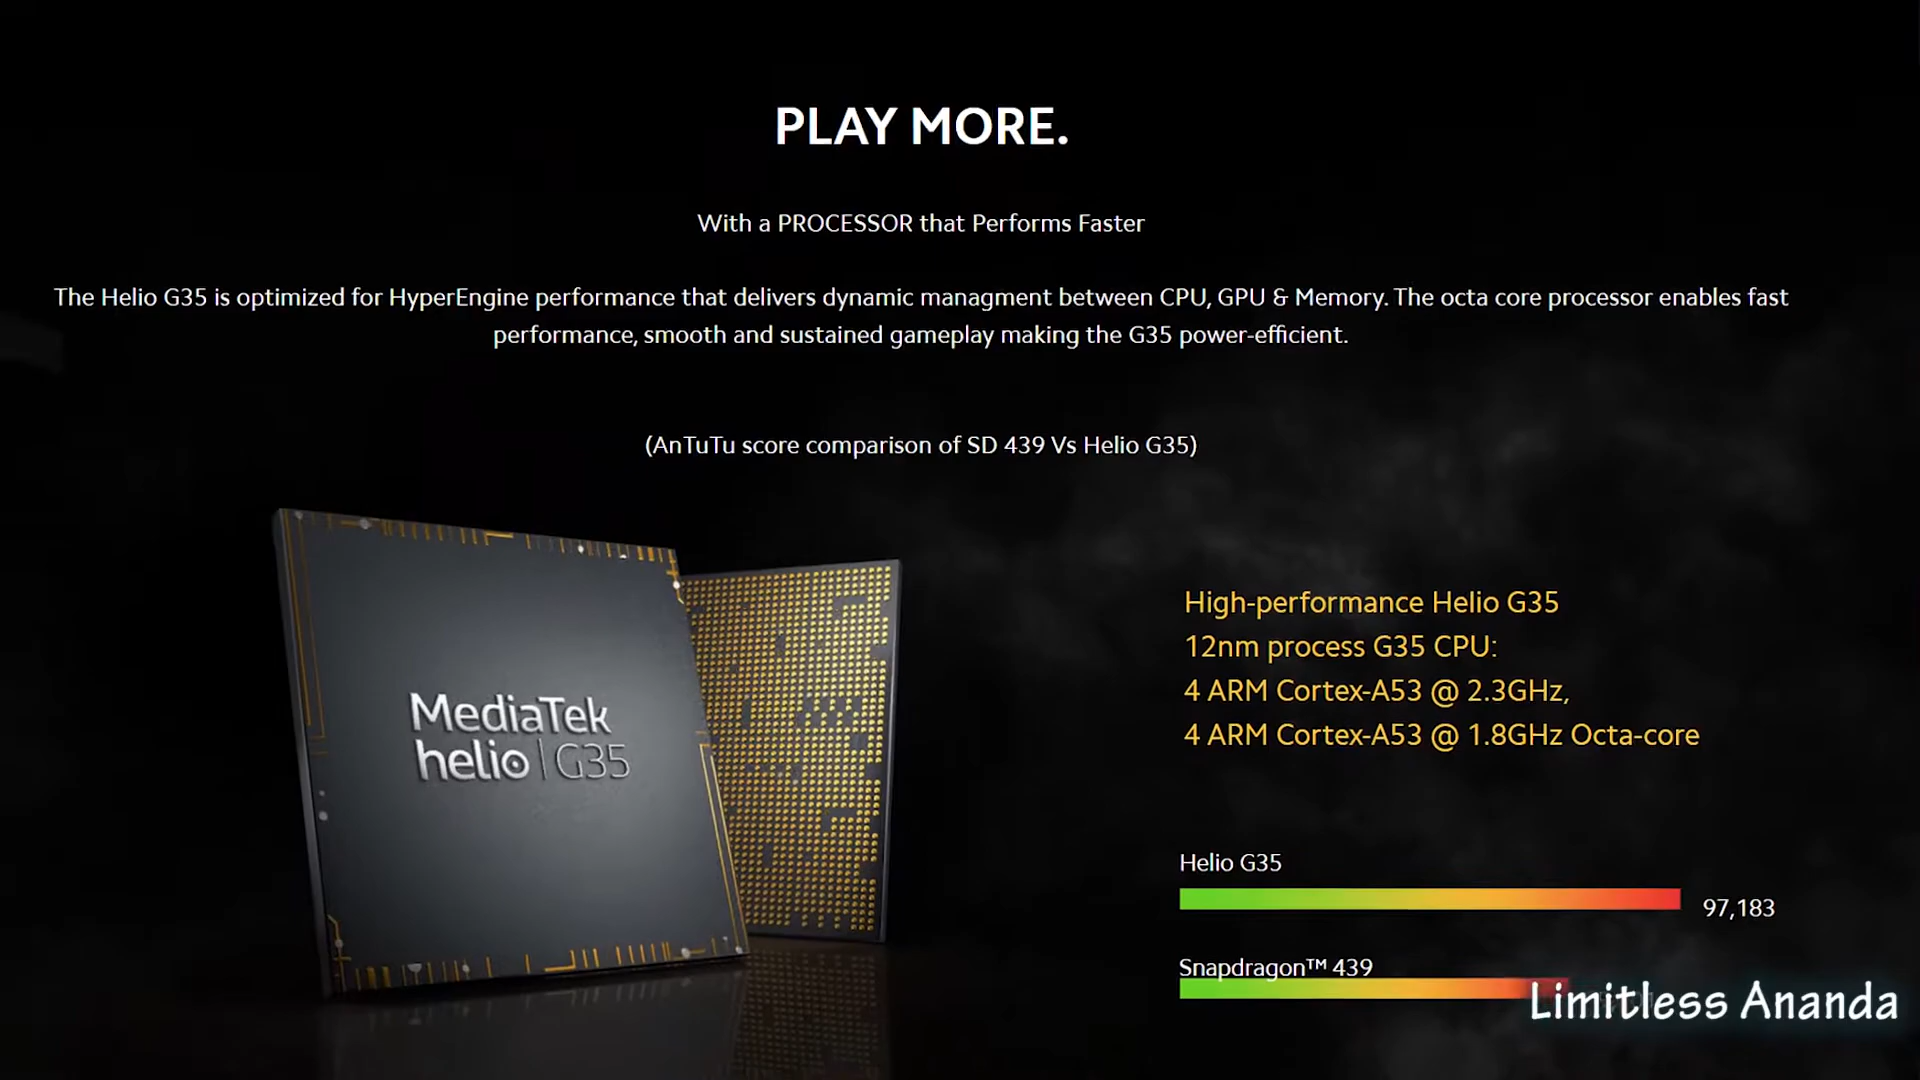 PLAY MORE.
With a PROCESSOR that Performs Faster
The Helio G35 is optimized for HyperEngine performance that delivers dynamic managment between CPU, GPU & Memory. The octa core processor enables fast
performance, smooth and sustained gameplay making the G35 power-efficient.
(AnTuTu score comparison of SD 439 Vs Helio G35)
MediaTek
helio | G35
High-performance Helio G35
12nm process G35 CPU:
4 ARM Cortex-A53 @ 2.3GHz,
4 ARM Cortex-A53 @ 1.8GHz Octa-core
Helio G35
97,183
Snapdragon™ 439
Limitless Ananda